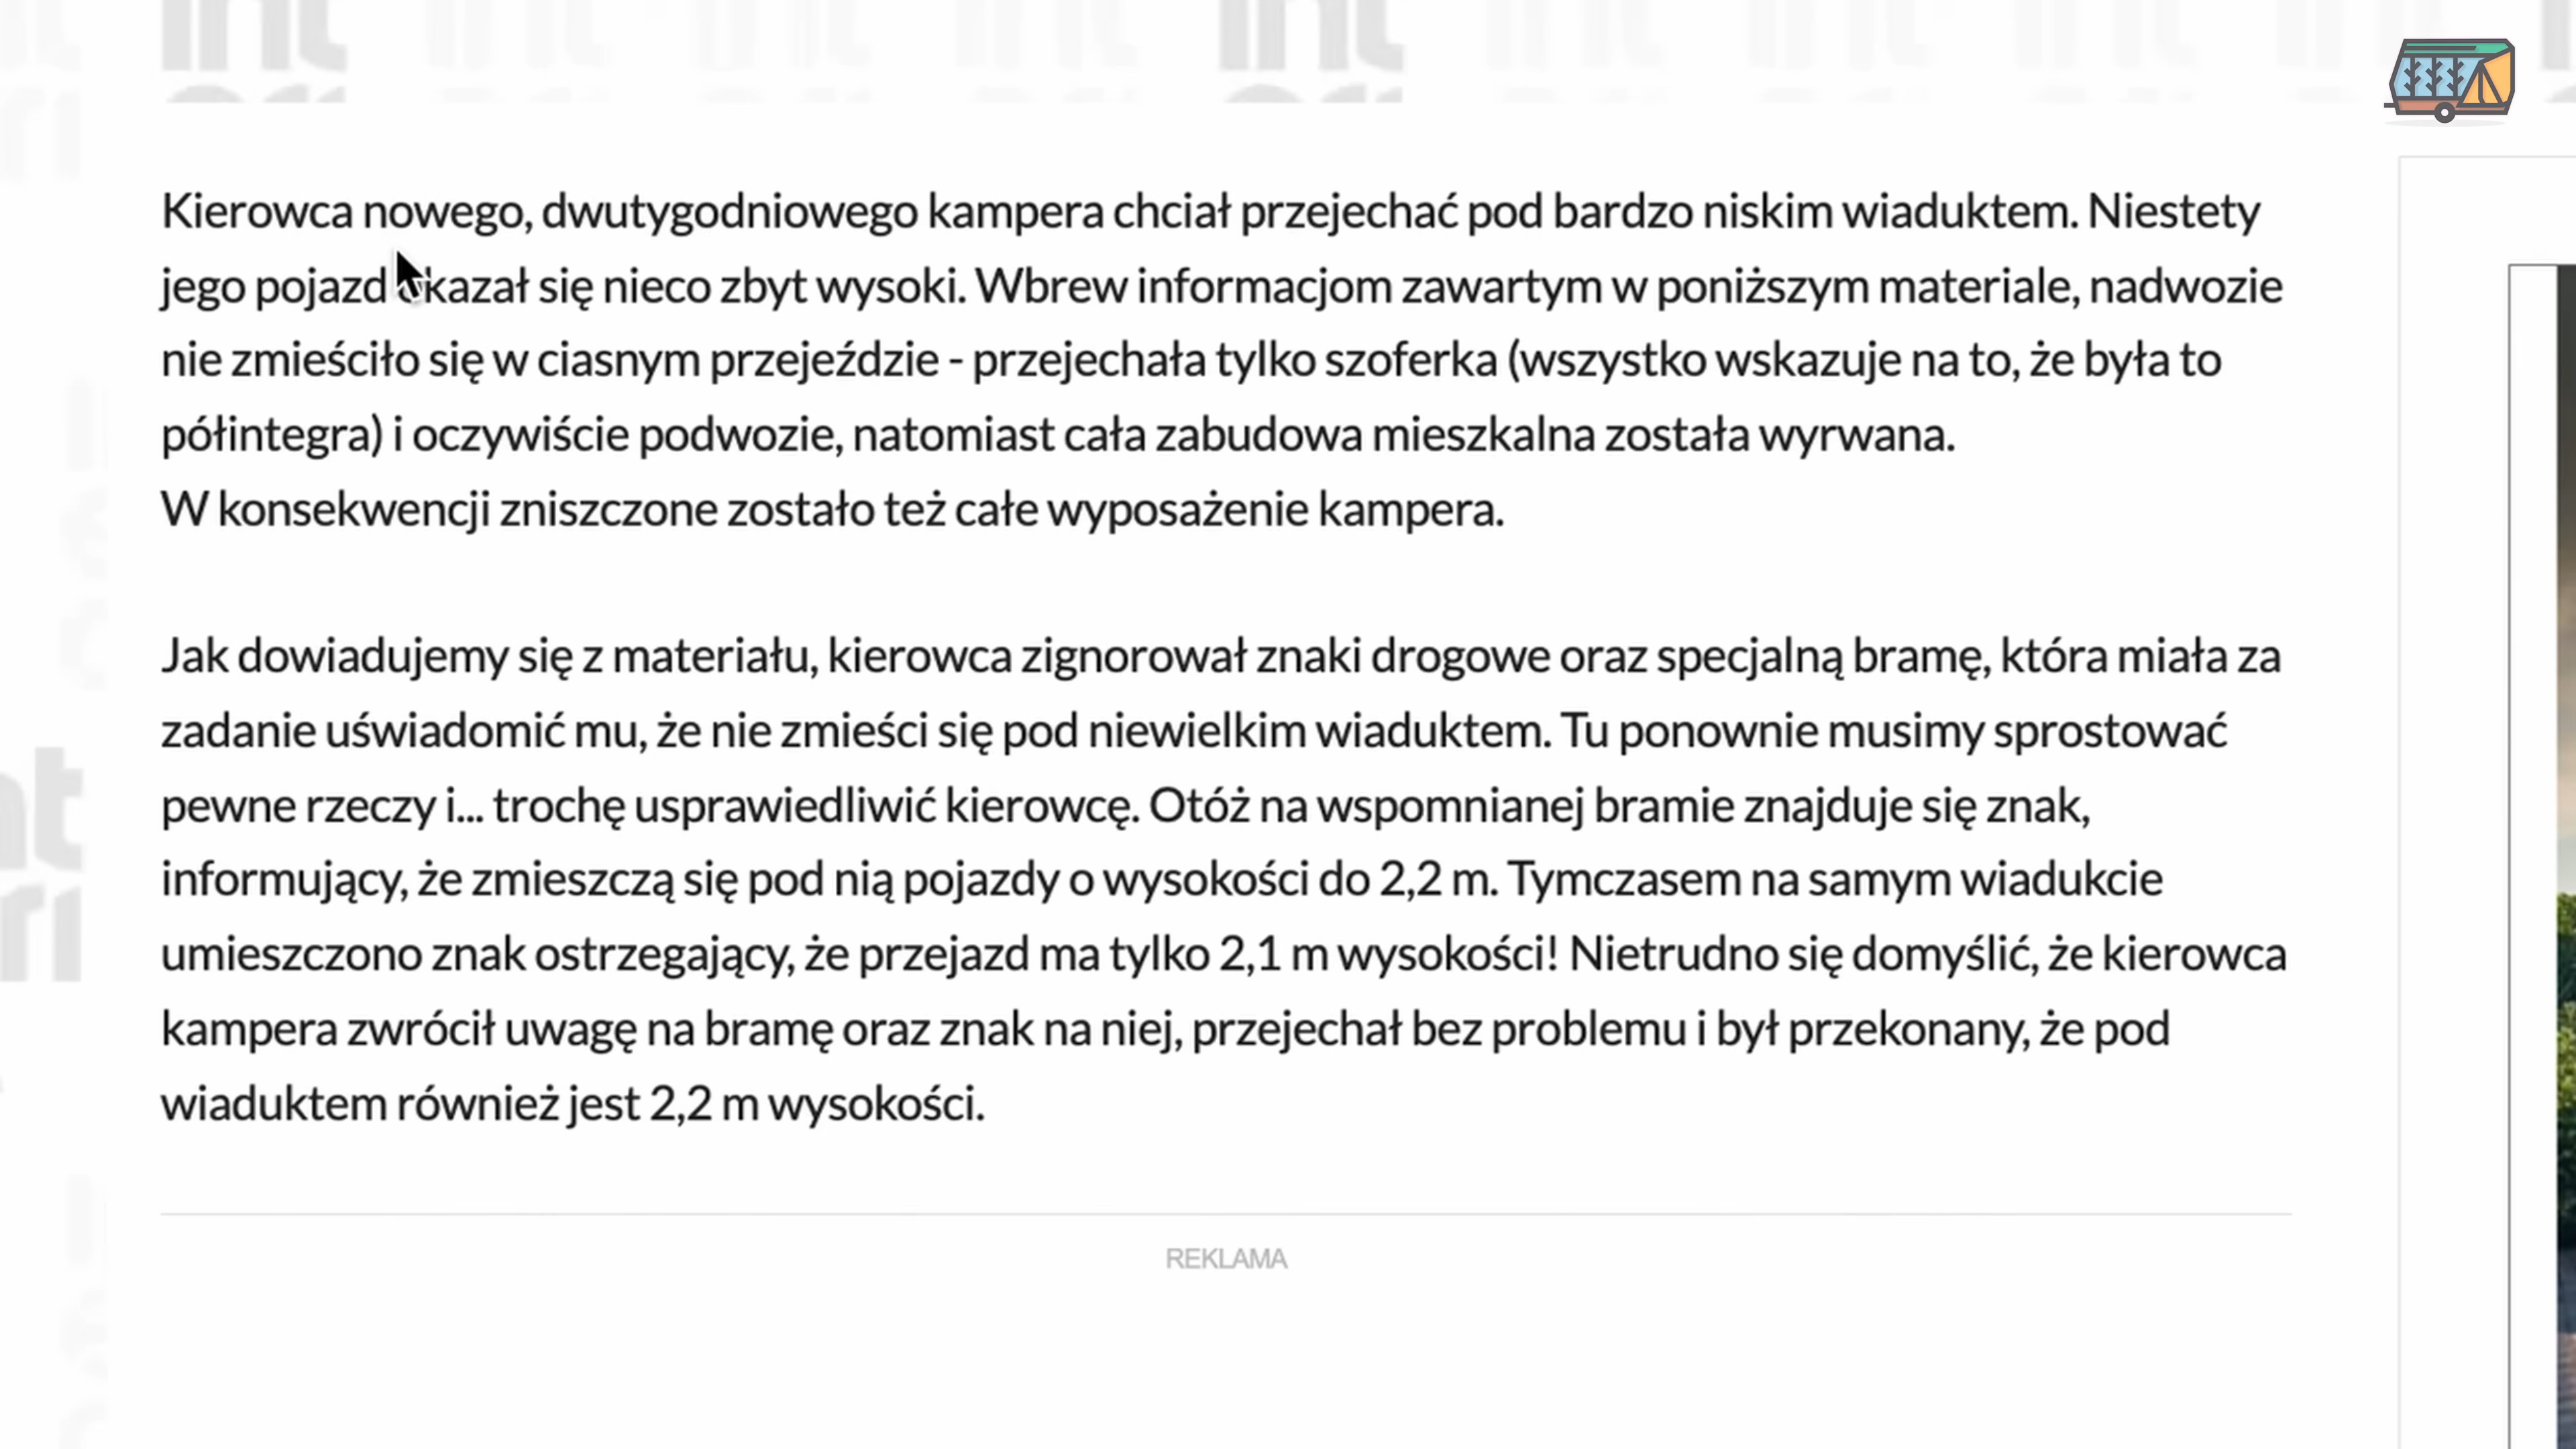 Kierowca nowego, dwutygodniowego kampera chciał przejechać pod bardzo niskim wiaduktem. Niestety
jego pojazd okazał się nieco zbyt wysoki. Wbrew informacjom zawartym w poniższym materiale, nadwozie
nie zmieściło się w ciasnym przejeździe - przejechała tylko szoferka (wszystko wskazuje na to, że była to
półintegra) i oczywiście podwozie, natomiast cała zabudowa mieszkalna została wyrwana.
W konsekwencji zniszczone zostało też całe wyposażenie kampera.
Jak dowiadujemy się z materiału, kierowca zignorował znaki drogowe oraz specjalną bramę, która miała za
zadanie uświadomić mu, że nie zmieści się pod niewielkim wiaduktem. Tu ponownie musimy sprostować
pewne rzeczy i... trochę usprawiedliwić kierowcę. Otóż na wspomnianej bramie znajduje się znak,
informujący, że zmieszczą się pod nią pojazdy o wysokości do 2,2 m. Tymczasem na samym wiadukcie
umieszczono znak ostrzegający, że przejazd ma tylko 2,1 m wysokości! Nietrudno się domyślić, że kierowca
kampera zwrócił uwagę na bramę oraz znak na niej, przejechał bez problemu i był przekonany, że pod
wiaduktem również jest 2,2 m wysokości.
REKLAMA